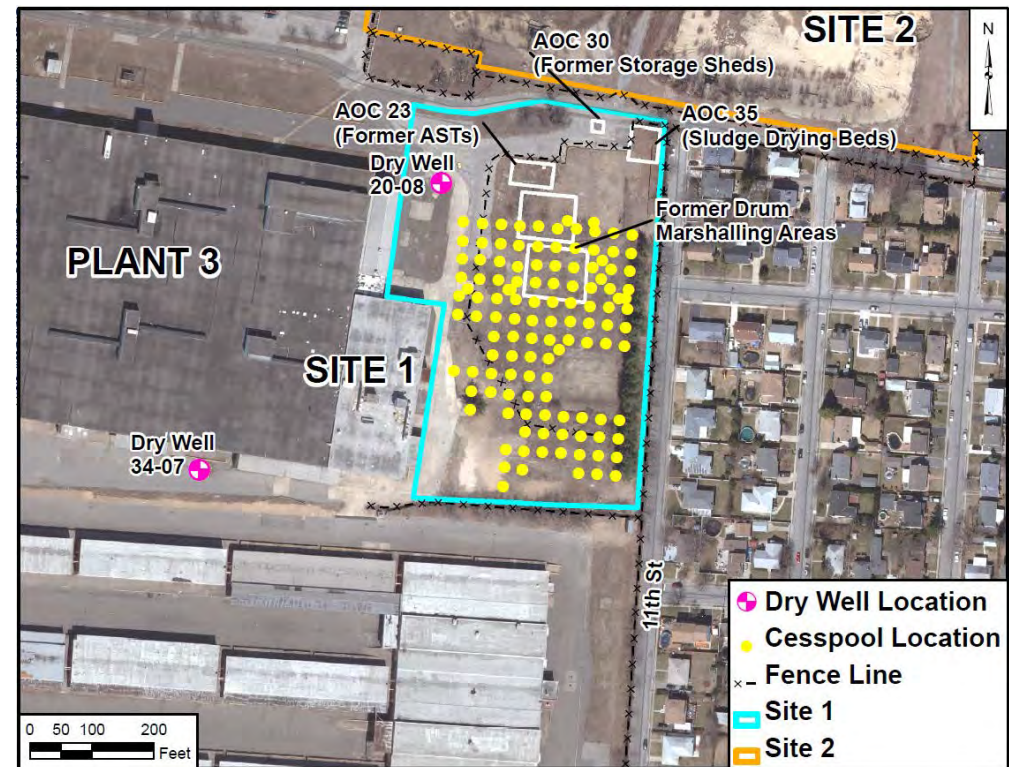 SITE 2
N
AOC 30
(Former Storage Sheds)
AOC 23
(Former ASTs)
AOC 35
(Sludge Drying Beds)
Dry Well
20-08
Former Drum
Marshalling Areas
PLANT 3
SITE 1
Dry Well
34-07
11th St
Dry Well Location
Cesspool Location
Fence Line
Site 1
Site 2
0 50 100 200
Feet